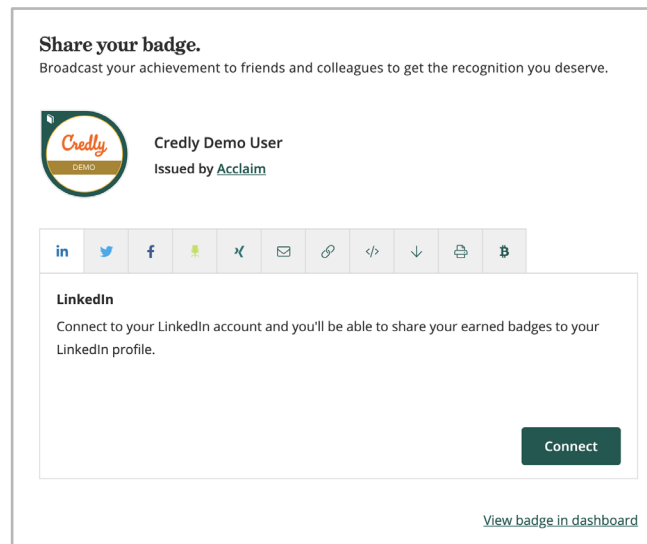 Share your badge.
Broadcast your achievement to friends and colleagues to get the recognition you deserve.
Credly
DEMO
Credly Demo User
Issued by Acclaim
LinkedIn
Connect to your LinkedIn account and you'll be able to share your earned badges to your
LinkedIn profile.
Connect
View badge in dashboard